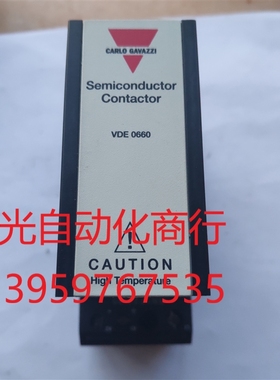 CARLO GAVAZZI
Semiconductor
Contactor
VDE 0660
光自动化商行
CAUTION
3959767535
High Temperature